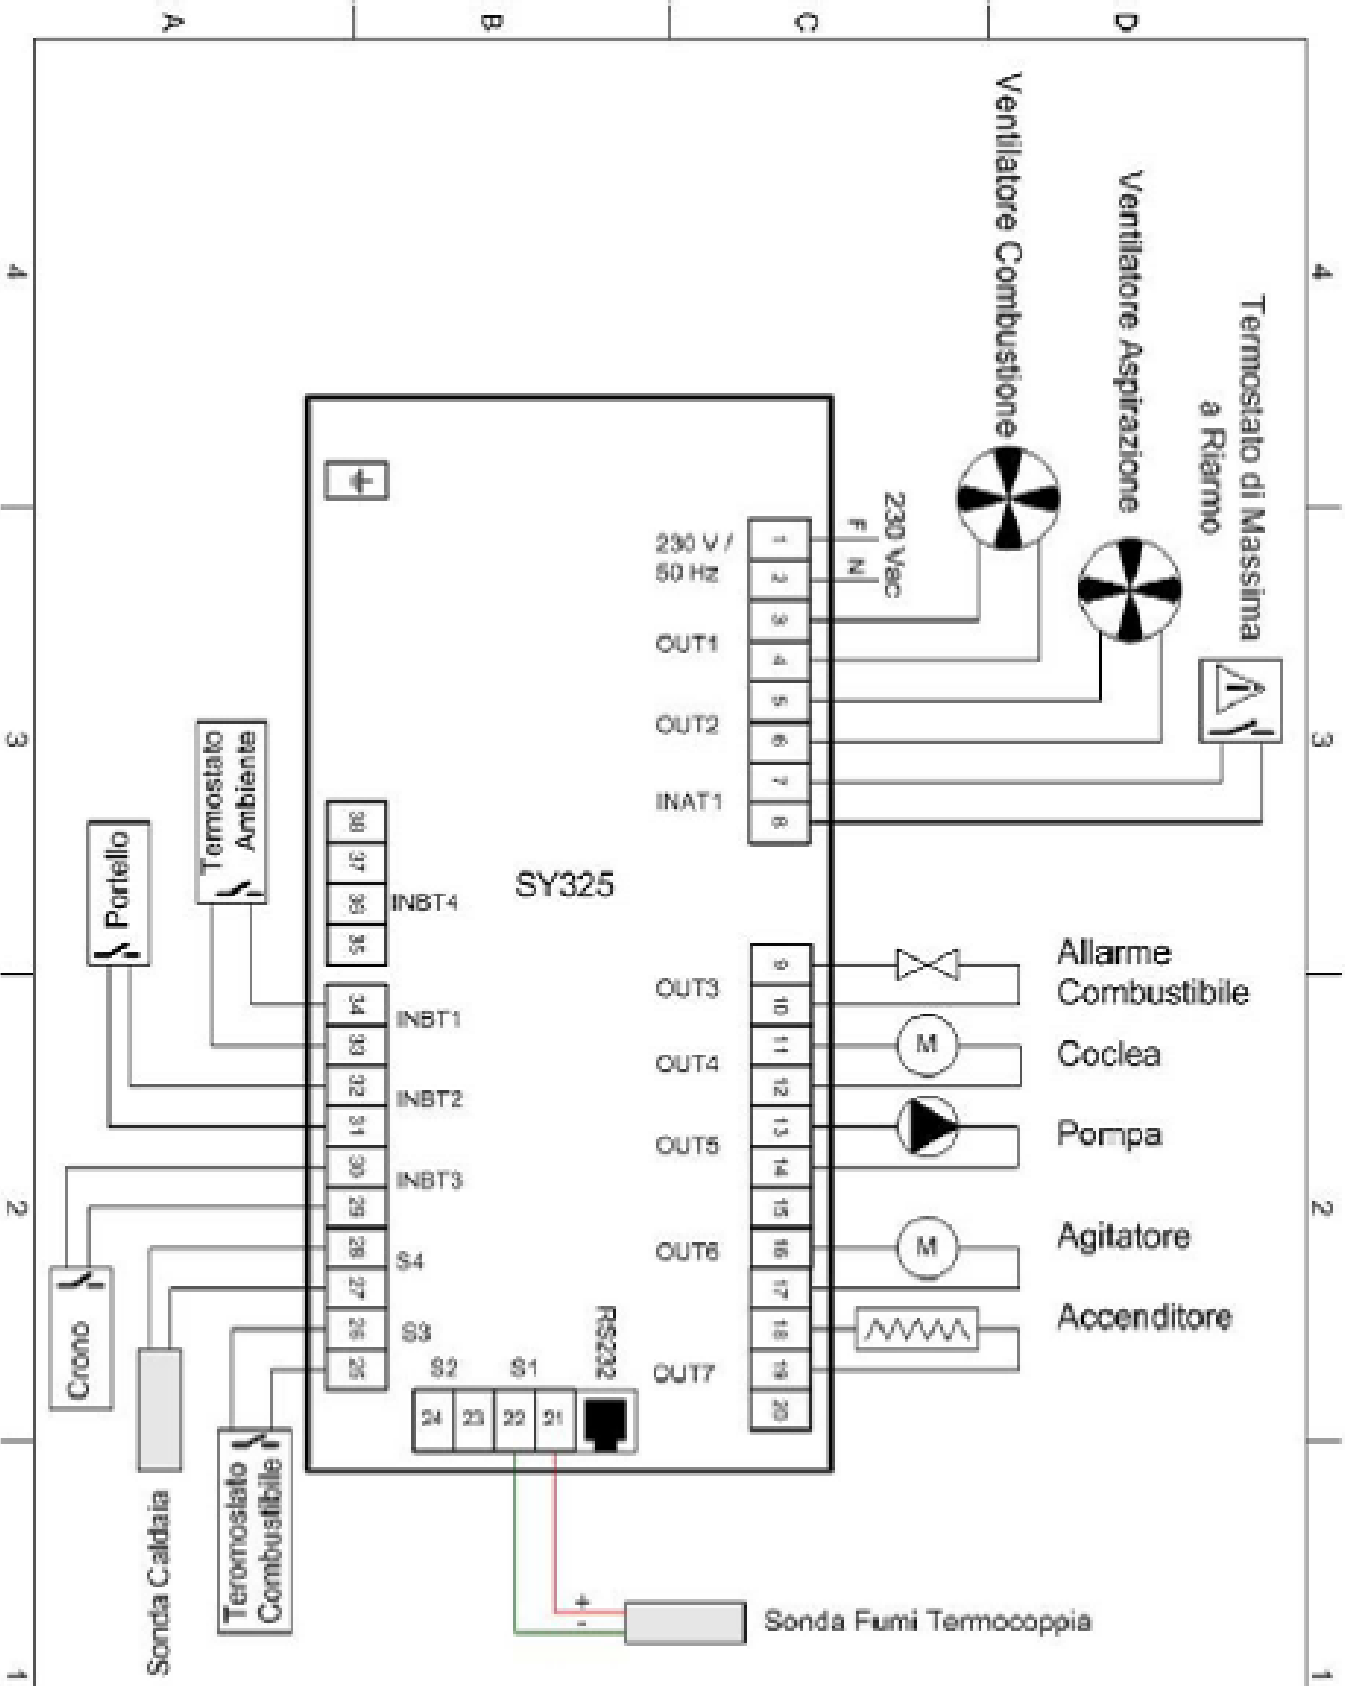 A
B
C
D
4
4
3
3
2
2
1
1
Ventilatore Combustione
Ventilatore Aspirazione
Termostato di Massima
a Riarmo
230 Vac
F
N
230 V /
50 Hz
OUT1
OUT2
INAT1
1
2
3
4
5
6
7
8
SY325
Termostato
Ambiente
Portello
38
37
36
35
INBT4
34
33
32
31
30
29
28
27
26
25
INBT1
INBT2
INBT3
S4
S3
Crono
Sonda Caldaia
Teromostato
Combustibile
S2
S1
RS232
24
23
22
21
OUT3
OUT4
OUT5
OUT6
OUT7
9
10
11
12
13
14
15
16
17
18
19
20
M
M
Allarme
Combustibile
Coclea
Pompa
Agitatore
Accenditore
+
-
Sonda Fumi Termocoppia